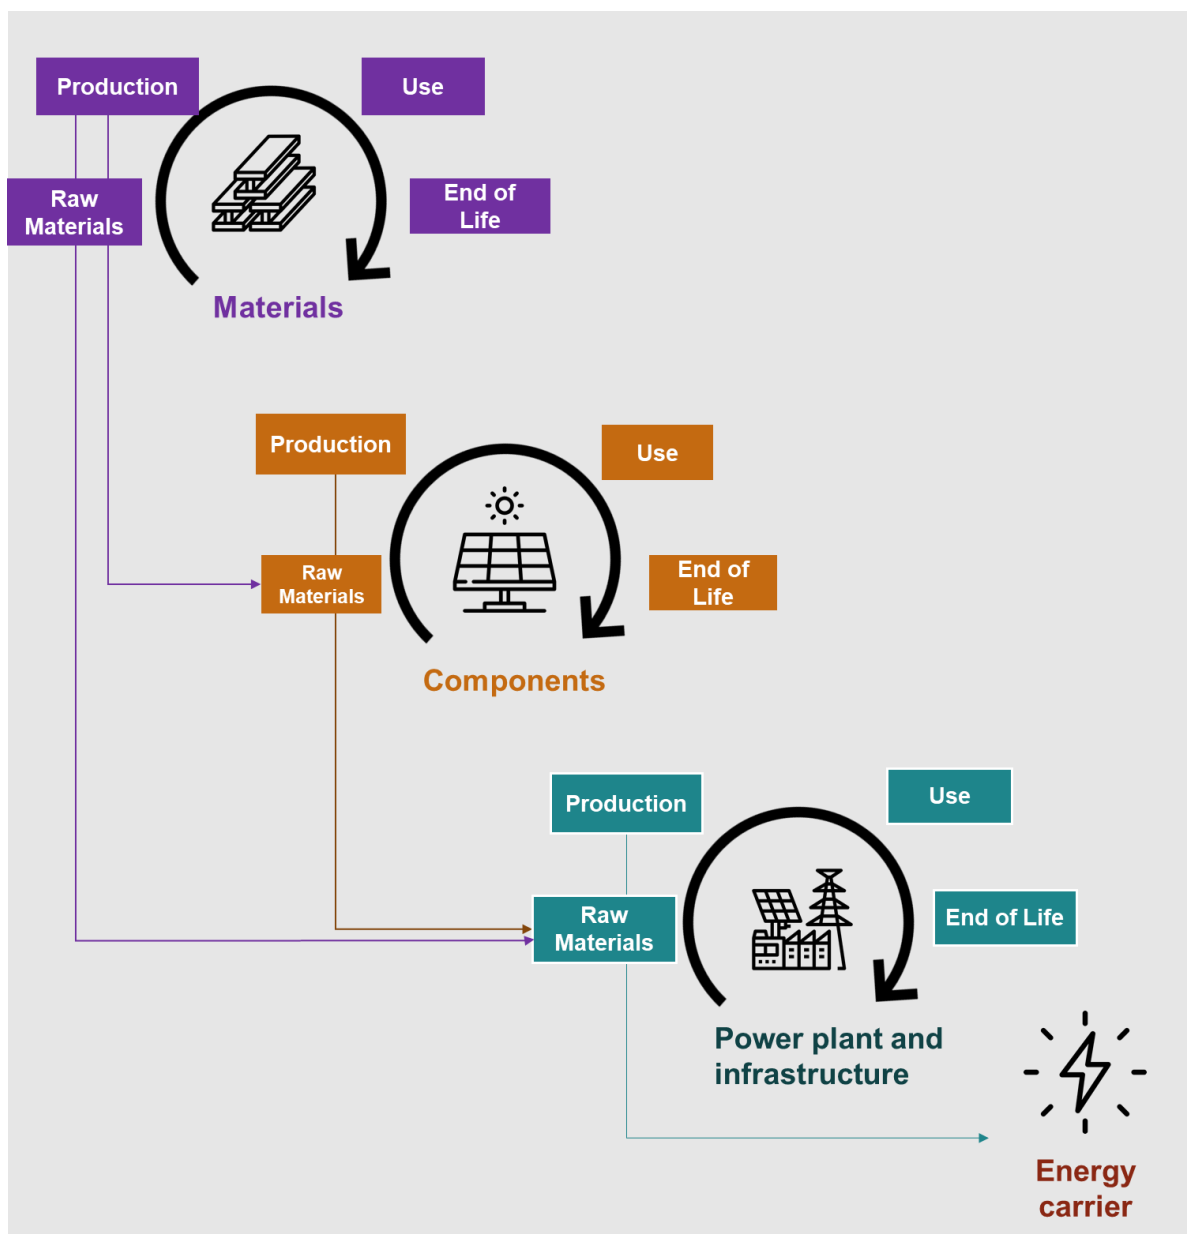 Production
Use
Raw
Materials
End of
Life
Materials
Production
Use
Raw
Materials
End of
Life
Components
Production
Use
Raw
Materials
End of Life
Power plant and
infrastructure
Energy
carrier